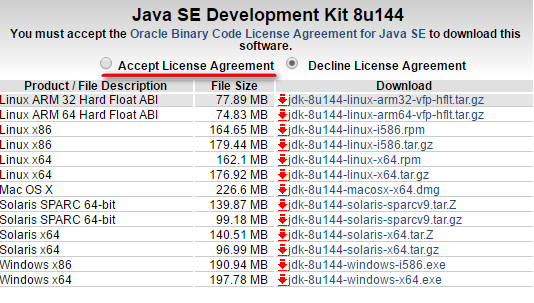 Java SE Development Kit 8u144
You must accept the Oracle Binary Code License Agreement for Java SE to download this
software.
Accept License Agreement Decline License Agreement
Product / File Description File Size Download
Linux ARM 32 Hard Float ABI 77.89 MB jdk-8u144-linux-arm32-vfp-hflt.tar.gz
Linux ARM 64 Hard Float ABI 74.83 MB jdk-8u144-linux-arm64-vfp-hflt.tar.gz
Linux x86 164.65 MB jdk-8u144-linux-i586.rpm
Linux x86 179.44 MB jdk-8u144-linux-i586.tar.gz
Linux x64 162.1 MB jdk-8u144-linux-x64.rpm
Linux x64 176.92 MB jdk-8u144-linux-x64.tar.gz
Mac OS X 226.6 MB jdk-8u144-macosx-x64.dmg
Solaris SPARC 64-bit 139.87 MB jdk-8u144-solaris-sparcv9.tar.Z
Solaris SPARC 64-bit 99.18 MB jdk-8u144-solaris-sparcv9.tar.gz
Solaris x64 140.51 MB jdk-8u144-solaris-x64.tar.Z
Solaris x64 96.99 MB jdk-8u144-solaris-x64.tar.gz
Windows x86 190.94 MB jdk-8u144-windows-i586.exe
Windows x64 197.78 MB jdk-8u144-windows-x64.exe